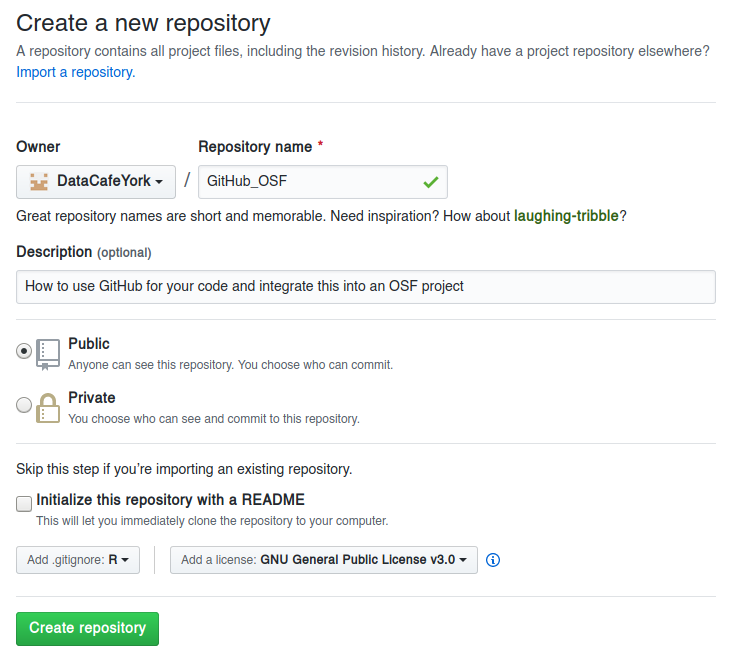 Create a new repository
A repository contains all project files, including the revision history. Already have a project repository elsewhere?
Import a repository.
Owner Repository name *
DataCafeYork / GitHub_OSF
Great repository names are short and memorable. Need inspiration? How about laughing-tribble?
Description (optional)
How to use GitHub for your code and integrate this into an OSF project
Public
Anyone can see this repository. You choose who can commit.
Private
You choose who can see and commit to this repository.
Skip this step if you’re importing an existing repository.
Initialize this repository with a README
This will let you immediately clone the repository to your computer.
Add .gitignore: R Add a license: GNU General Public License v3.0
Create repository